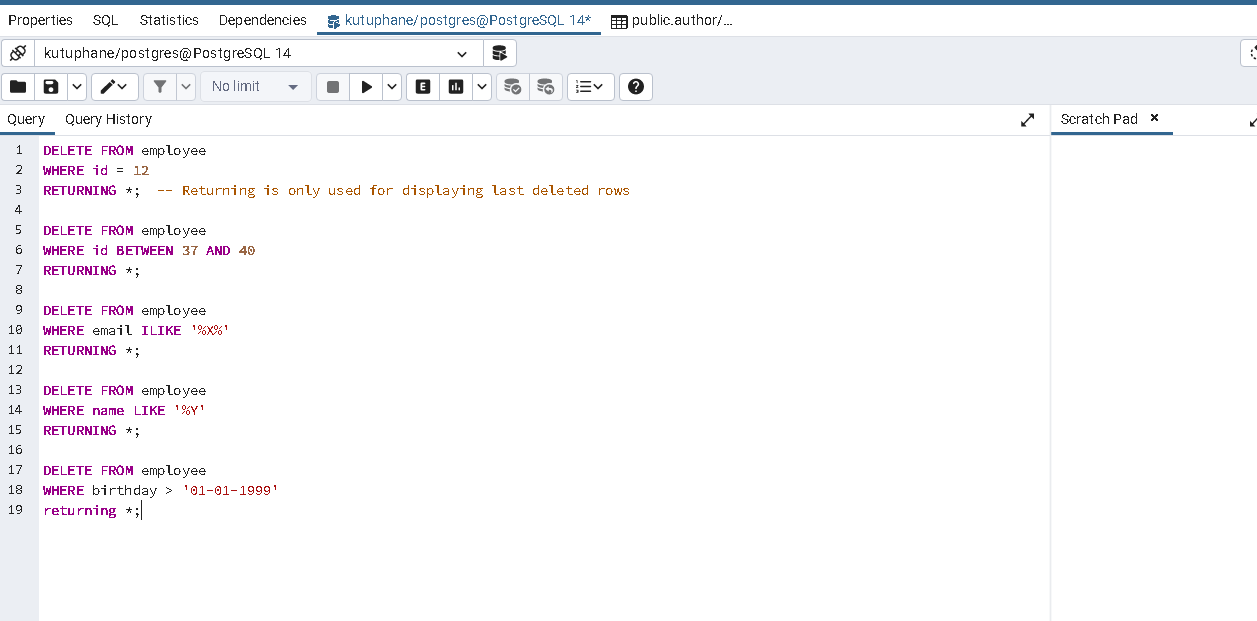 Properties SQL Statistics Dependencies kutuphane/postgres@PostgreSQL 14* public.author/...
kutuphane/postgres@PostgreSQL 14
No limit E
Query Query History Scratch Pad
1 DELETE FROM employee
2 WHERE id = 12
3 RETURNING *;  -- Returning is only used for displaying last deleted rows
4
5 DELETE FROM employee
6 WHERE id BETWEEN 37 AND 40
7 RETURNING *;
8
9 DELETE FROM employee
10 WHERE email ILIKE '%X%'
11 RETURNING *;
12
13 DELETE FROM employee
14 WHERE name LIKE '%Y'
15 RETURNING *;
16
17 DELETE FROM employee
18 WHERE birthday > '01-01-1999'
19 returning *;